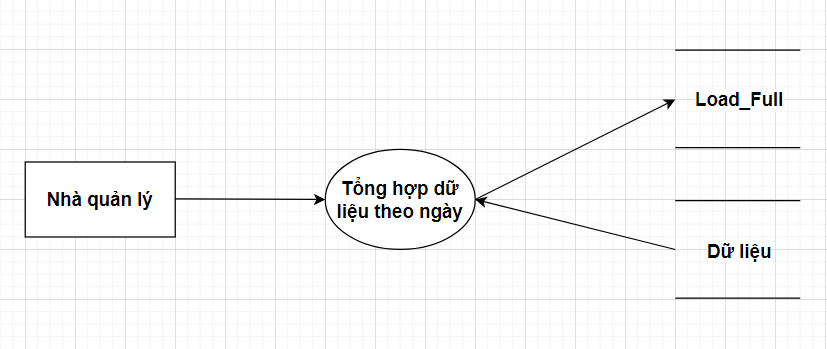 Nhà quản lý
Tổng hợp dữ
liệu theo ngày
Load_Full
Dữ liệu